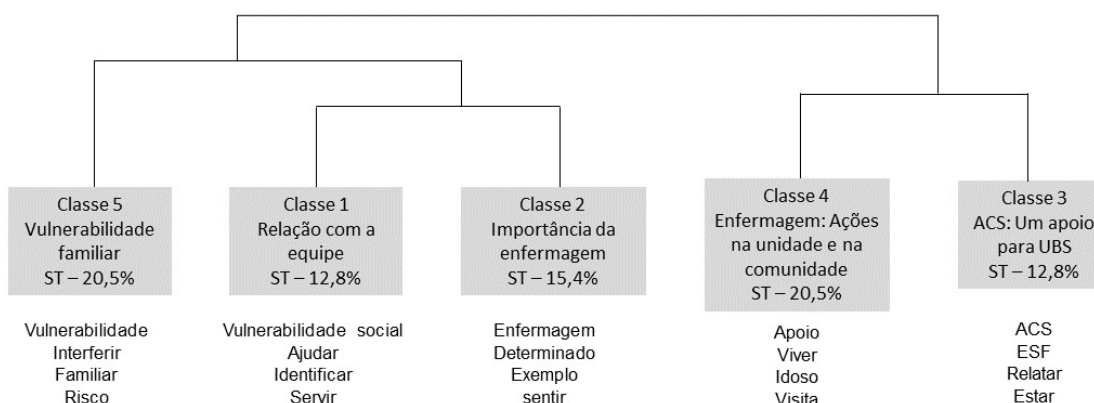 Classe 5
Vulnerabilidade
familiar
ST – 20,5%
Classe 1
Relação com a
equipe
ST – 12,8%
Classe 2
Importância da
enfermagem
ST – 15,4%
Classe 4
Enfermagem: Ações
na unidade e na
comunidade
ST – 20,5%
Classe 3
ACS: Um apoio
para UBS
ST – 12,8%
Vulnerabilidade
Interferir
Familiar
Risco
Vulnerabilidade social
Ajudar
Identificar
Servir
Enfermagem
Determinado
Exemplo
sentir
Apoio
Viver
Idoso
Visita
ACS
ESF
Relatar
Estar